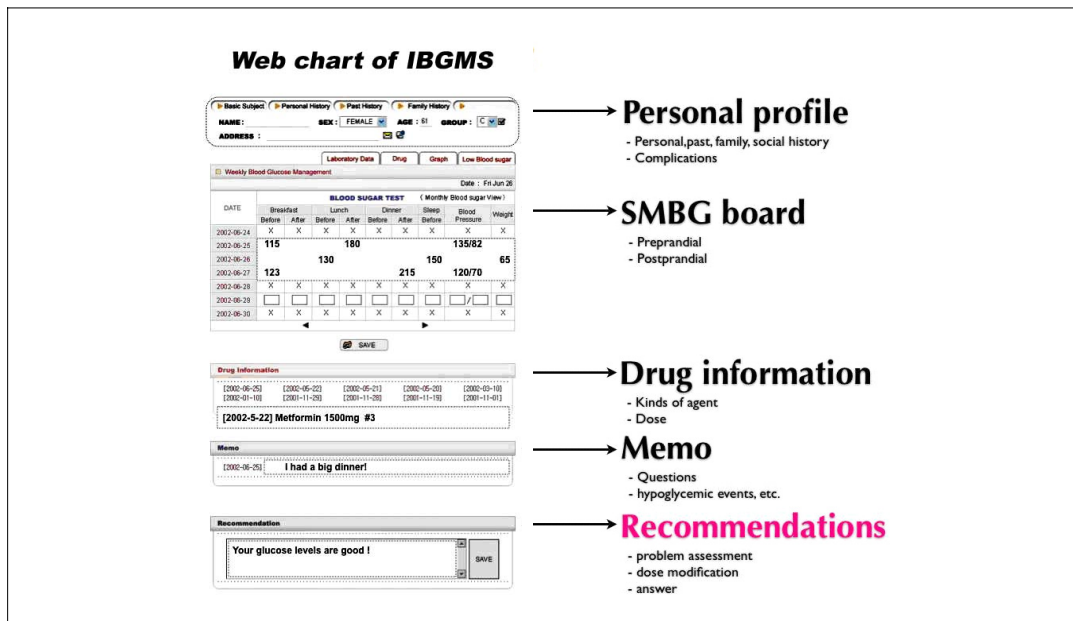 Web chart of IBGMS
Basic Subject Personal History Past History Family History
NAME : SEX : FEMALE AGE : 61 GROUP : C
ADDRESS :
Personal profile
- Personal,past, family, social history
- Complications
Laboratory Data Drug Graph Low Blood sugar
Weekly Blood Glucose Management
Date : Fri Jun 26
DATE BLOOD SUGAR TEST ( Monthly Blood sugar View )
Breakfast Lunch Dinner Sleep Blood Pressure Weight
Before After Before After Before After Before
2002-06-24 X X X X X X X X X
2002-06-25 115 180 135/82
2002-06-26 130 150 65
2002-06-27 123 215 120/70
2002-06-28 X X X X X X X X X
2002-06-29 /
2002-06-30 X X X X X X X X X
SAVE
SMBG board
- Preprandial
- Postprandial
Drug Information
[2002-06-25] [2002-05-22] [2002-05-21] [2002-05-20] [2002-03-10]
[2002-01-10] [2001-11-29] [2001-11-28] [2001-11-19] [2001-11-01]
[2002-5-22] Metformin 1500mg #3
Drug information
- Kinds of agent
- Dose
Memo
[2002-06-25] I had a big dinner!
Memo
- Questions
- hypoglycemic events, etc.
Recommendation
Your glucose levels are good !
SAVE
Recommendations
- problem assessment
- dose modification
- answer